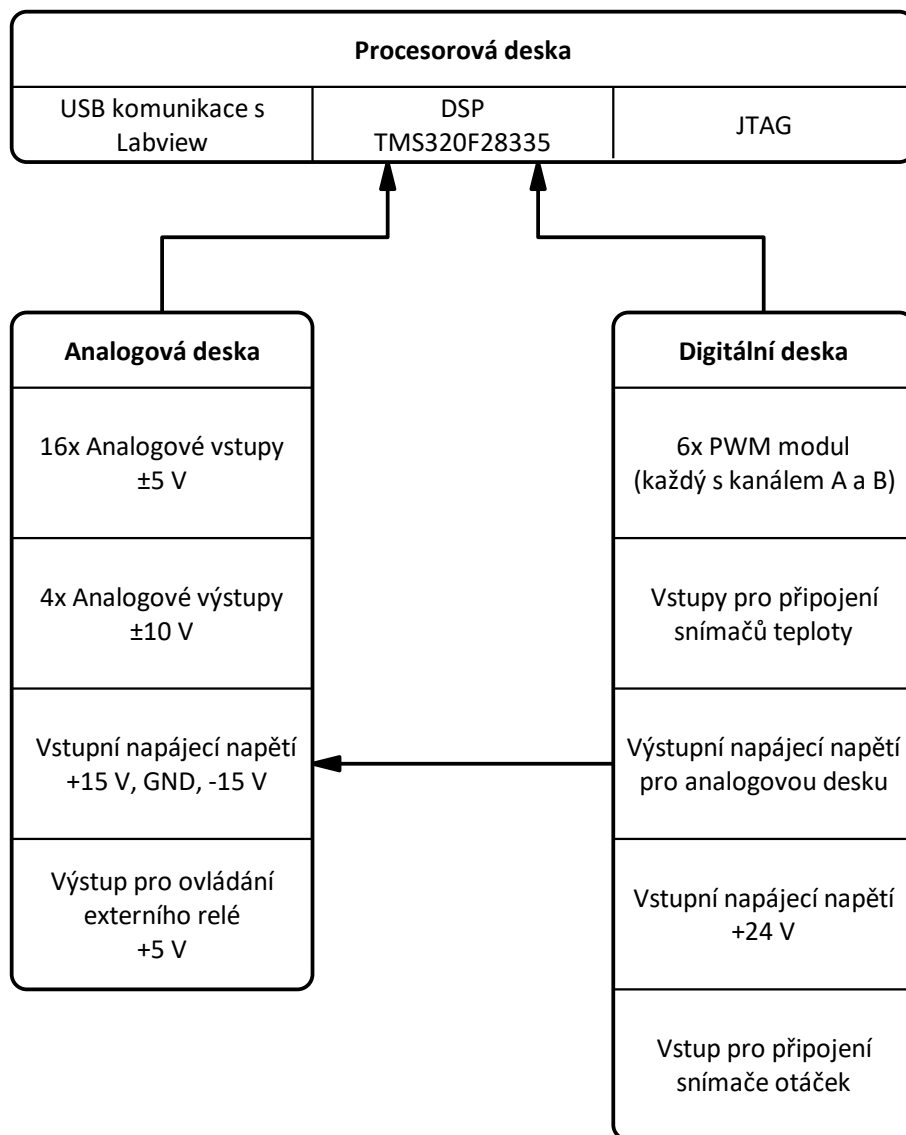 Procesorová deska
USB komunikace s
Labview
DSP
TMS320F28335
JTAG
Analogová deska
16x Analogové vstupy
±5 V
4x Analogové výstupy
±10 V
Vstupní napájecí napětí
+15 V, GND, -15 V
Výstup pro ovládání
externího relé
+5 V
Digitální deska
6x PWM modul
(každý s kanálem A a B)
Vstupy pro připojení
snímačů teploty
Výstupní napájecí napětí
pro analogovou desku
Vstupní napájecí napětí
+24 V
Vstup pro připojení
snímače otáček